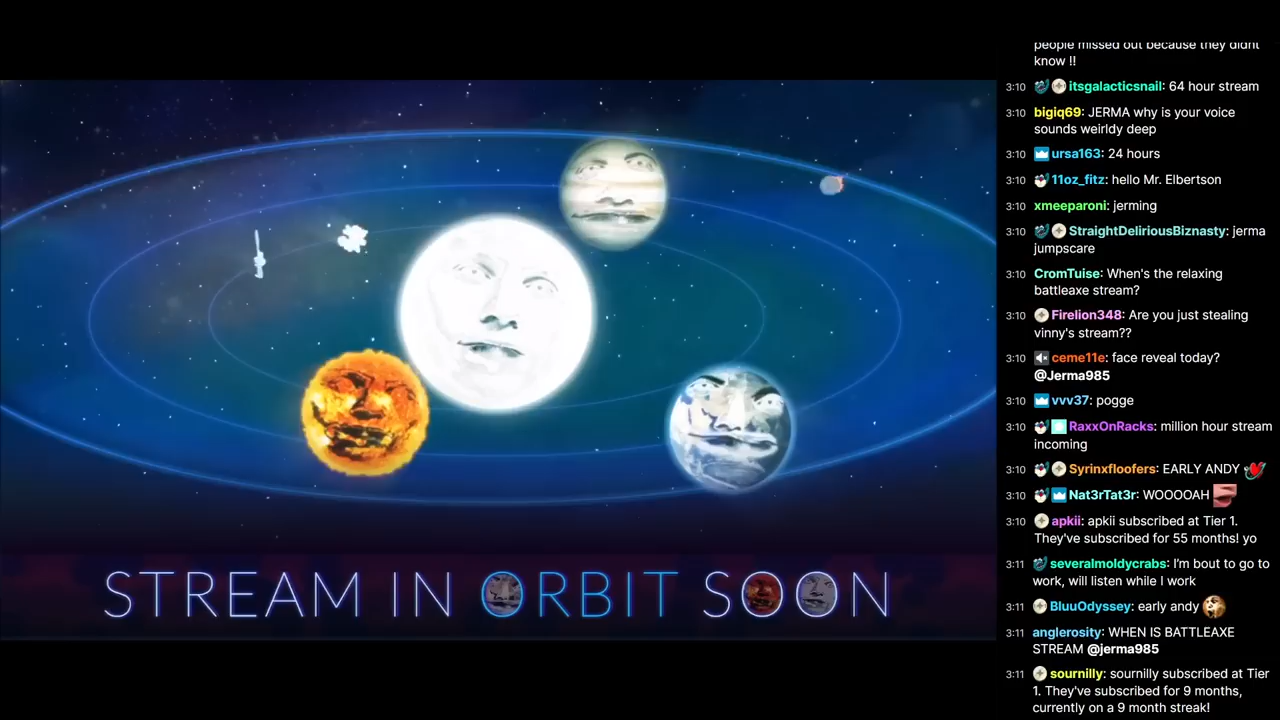 STREAM IN ORBIT SOON
people missed out because they didnt
know !!
3:10 itsgalacticsnail: 64 hour stream
3:10 bigiq69: JERMA why is your voice
sounds weirldy deep
3:10 ursa163: 24 hours
3:10 11oz_fitz: hello Mr. Elbertson
3:10 xmeeparoni: jerming
3:10 StraightDeliriousBiznasty: jerma
jumpscare
3:10 CromTuise: When's the relaxing
battleaxe stream?
3:10 Firelion348: Are you just stealing
vinny's stream??
3:10 ceme11e: face reveal today?
@Jerma985
3:10 vvv37: pogge
3:10 RaxxOnRacks: million hour stream
incoming
3:10 Syrinxfloofers: EARLY ANDY
3:10 Nat3rTat3r: WOOOOAH
3:10 apkii: apkii subscribed at Tier 1.
They've subscribed for 55 months! yo
3:11 severalmoldycrabs: I'm bout to go to
work, will listen while I work
3:11 BluuOdyssey: early andy
3:11 anglerosity: WHEN IS BATTLEAXE
STREAM @jerma985
3:11 sournilly: sournilly subscribed at Tier
1. They've subscribed for 9 months,
currently on a 9 month streak!